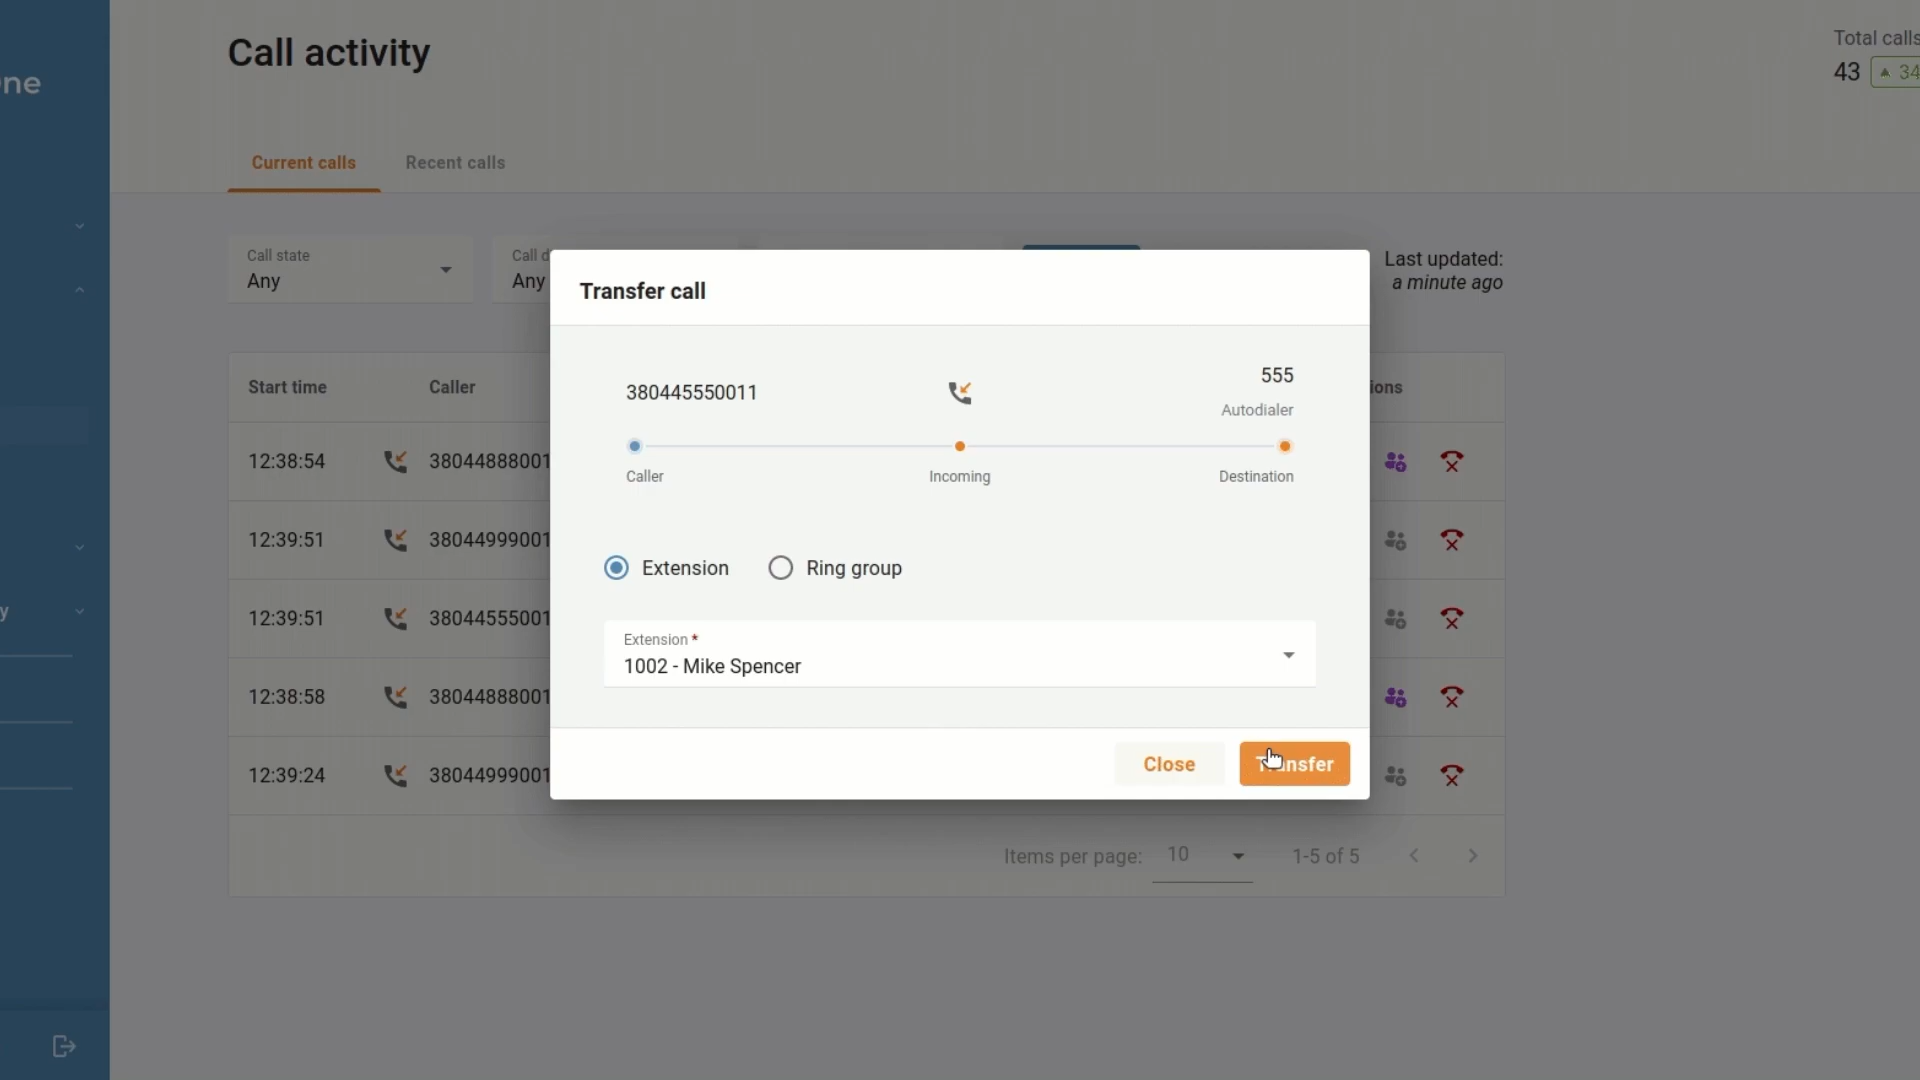 Call activity
Total calls
43 ▲ 34
ne
Current calls Recent calls
Call state
Any
Call d
Any
Last updated:
a minute ago
Transfer call
380445550011
555
Autodialer
Caller Incoming Destination
Extension Ring group
Extension *
1002 - Mike Spencer
Close Transfer
Start time Caller ions
12:38:54 38044888001
12:39:51 38044999001
12:39:51 38044555001
12:38:58 38044888001
12:39:24 38044999001
y
Items per page: 10 1-5 of 5